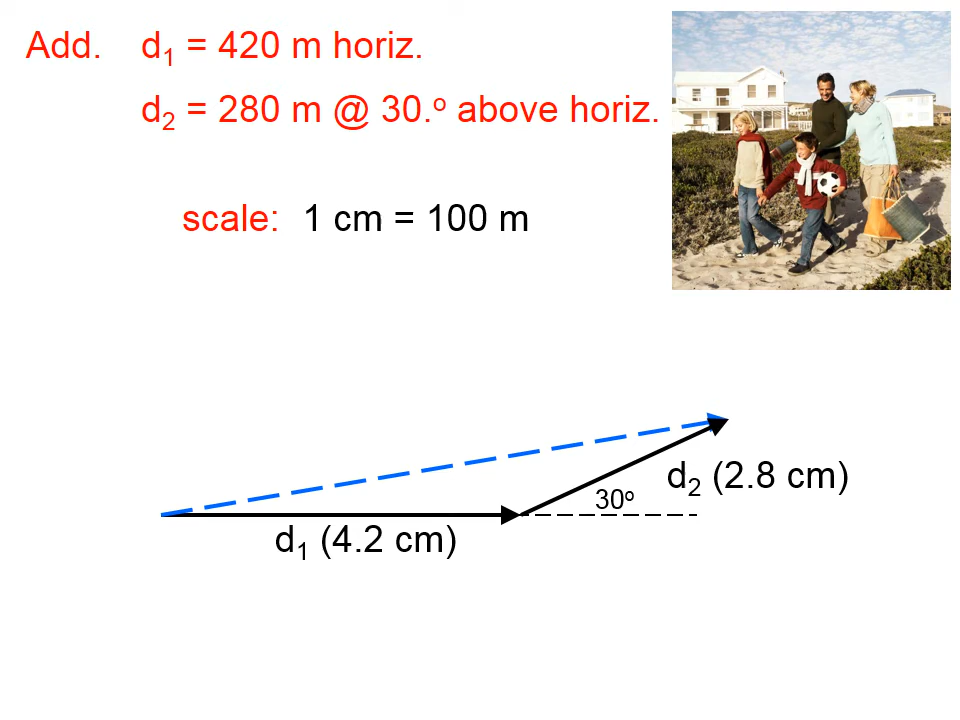 Add. d₁ = 420 m horiz.
d₂ = 280 m @ 30.º above horiz.
scale: 1 cm = 100 m
d₂ (2.8 cm)
30º
d₁ (4.2 cm)